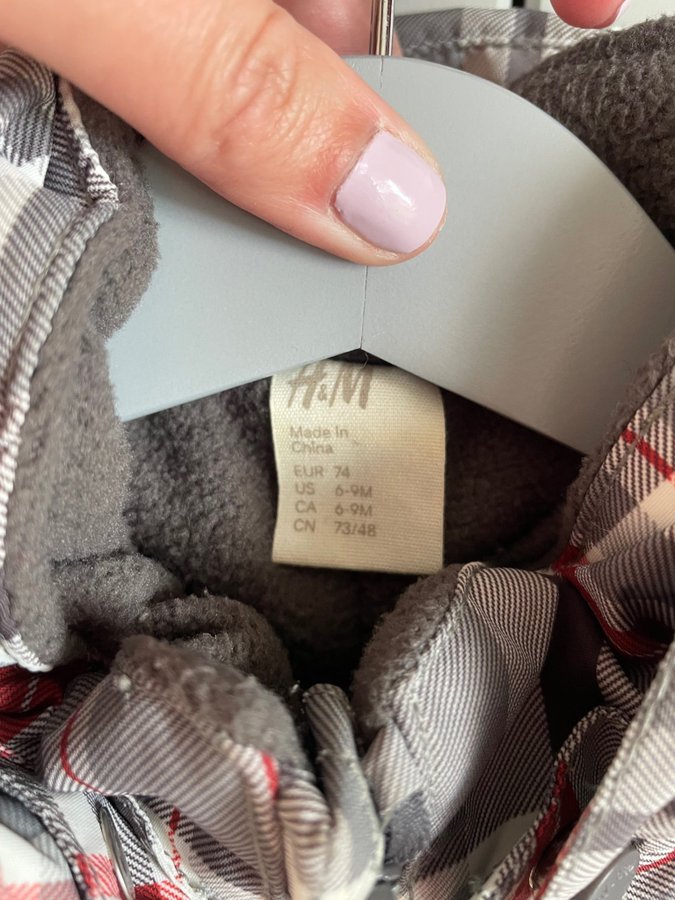 H&M
Made in
China
EUR 74
US 6-9M
CA 6-9M
CN 73/48